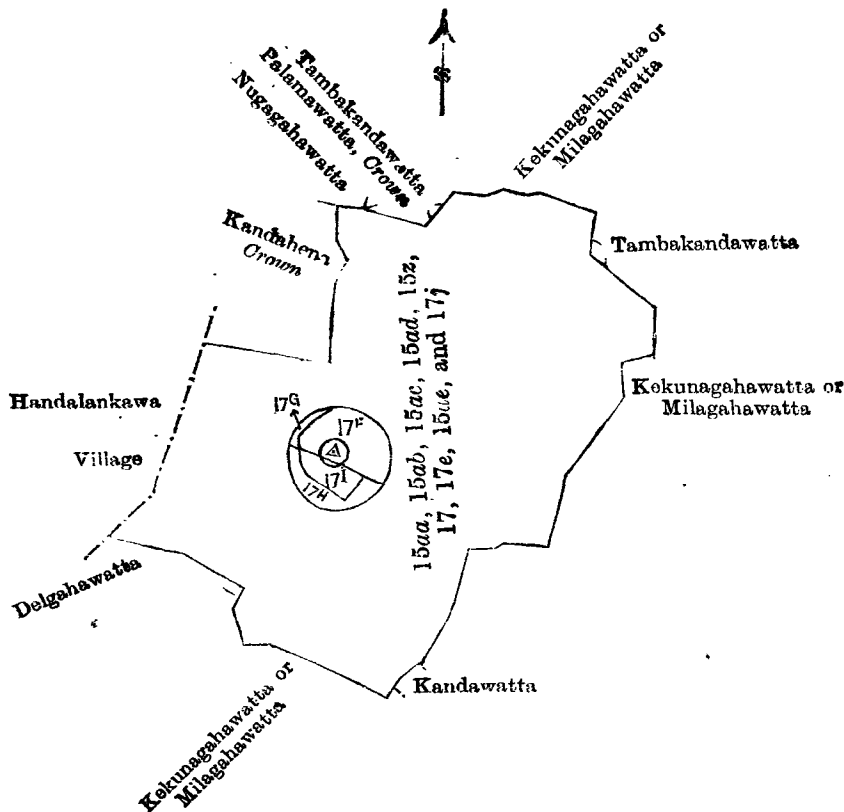 Kekunagahawatta or
Milagahawatta
Tambakandawatta
Palamawatta, Crown
Nugagahawatta
Kandahena
Crown
Tambakandawatta
15aa, 15ab, 15ac, 15ad, 15z,
17, 17e, 15ae, and 17j
Handalankawa
Village
17G
17F
17I
17H
Kekunagahawatta or
Milagahawatta
Delgahawatta
Kandawatta
Kekunagahawatta or
Milagahawatta